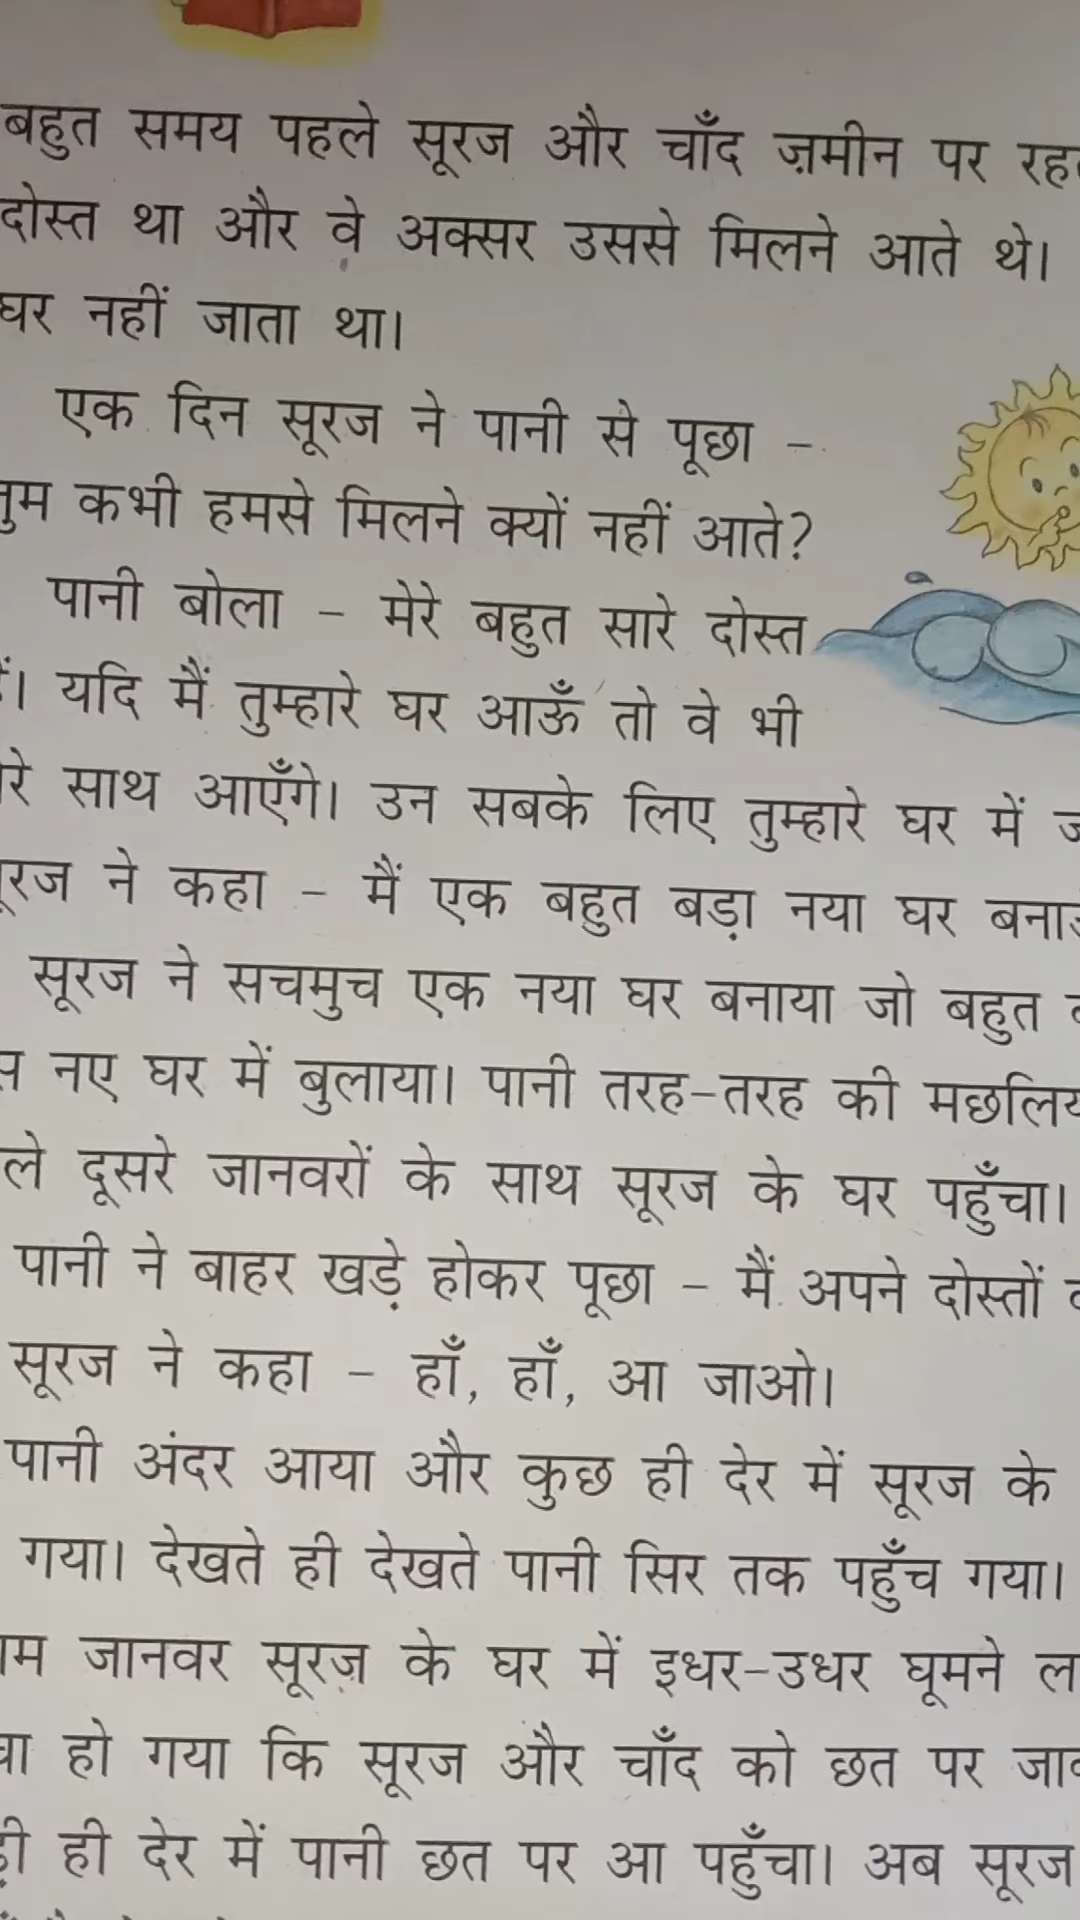 बहुत समय पहले सूरज और चाँद ज़मीन पर
दोस्त था और वे अक्सर उससे मिलने आते थे।
घर नहीं जाता था।
एक दिन सूरज ने पानी से पूछा –
तुम कभी हमसे मिलने क्यों नहीं आते?
पानी बोला – मेरे बहुत सारे दोस्त
यदि मैं तुम्हारे घर आऊँ तो वे भी
साथ आएँगे। उन सबके लिए तुम्हारे घर में
सूरज ने कहा – मैं एक बहुत बड़ा नया घर
सूरज ने सचमुच एक नया घर बनाया जो बहुत
नए घर में बुलाया। पानी तरह-तरह की
दूसरे जानवरों के साथ सूरज के घर पहुँचा।
पानी ने बाहर खड़े होकर पूछा – मैं अपने दोस्तों
सूरज ने कहा – हाँ, हाँ, आ जाओ।
पानी अंदर आया और कुछ ही देर में सूरज के
गया। देखते ही देखते पानी सिर तक पहुँच गया।
जानवर सूरज़ के घर में इधर-उधर घूमने
हो गया कि सूरज और चाँद को छत पर
ही देर में पानी छत पर आ पहुँचा। अब सूरज